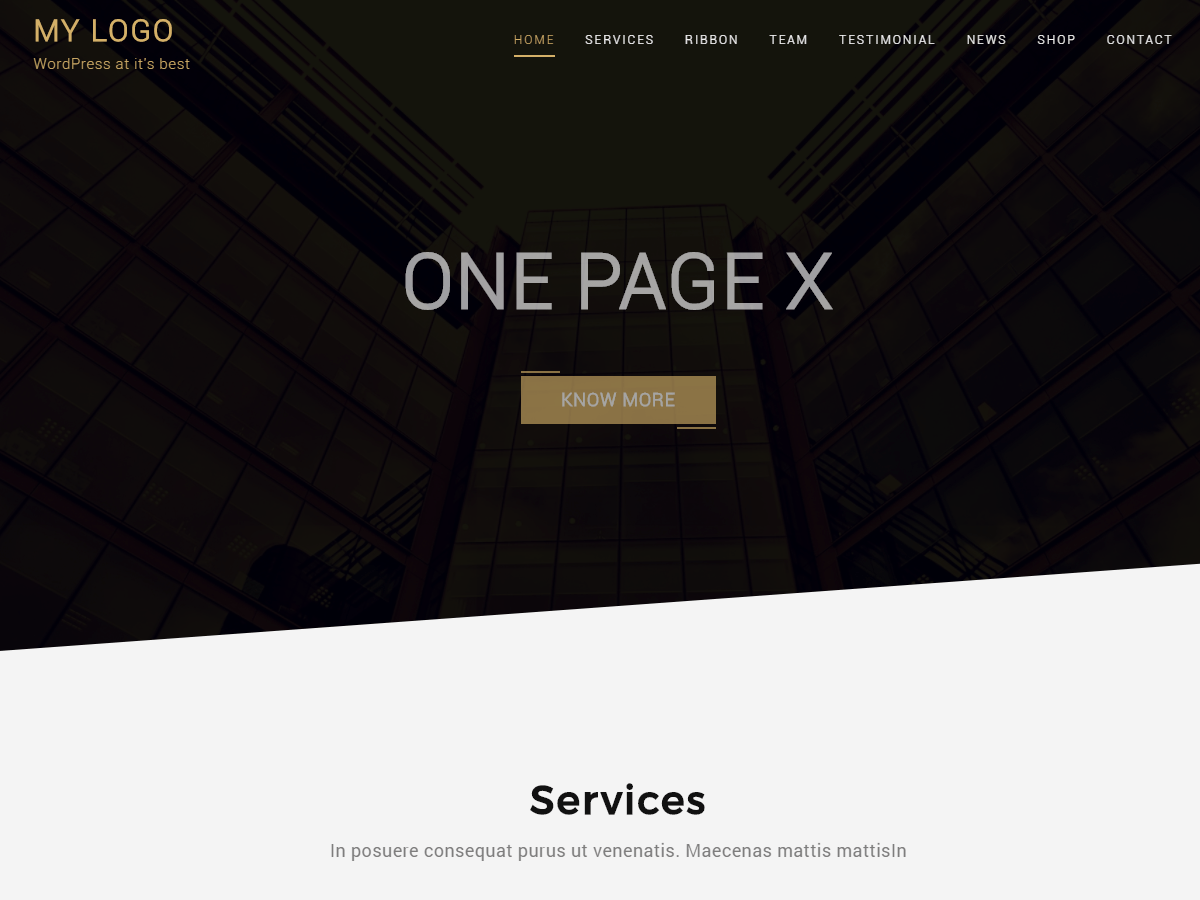 MY LOGO
WordPress at it's best
HOME SERVICES RIBBON TEAM TESTIMONIAL NEWS SHOP CONTACT
ONE PAGE X
KNOW MORE
Services
In posuere consequat purus ut venenatis. Maecenas mattis mattisIn